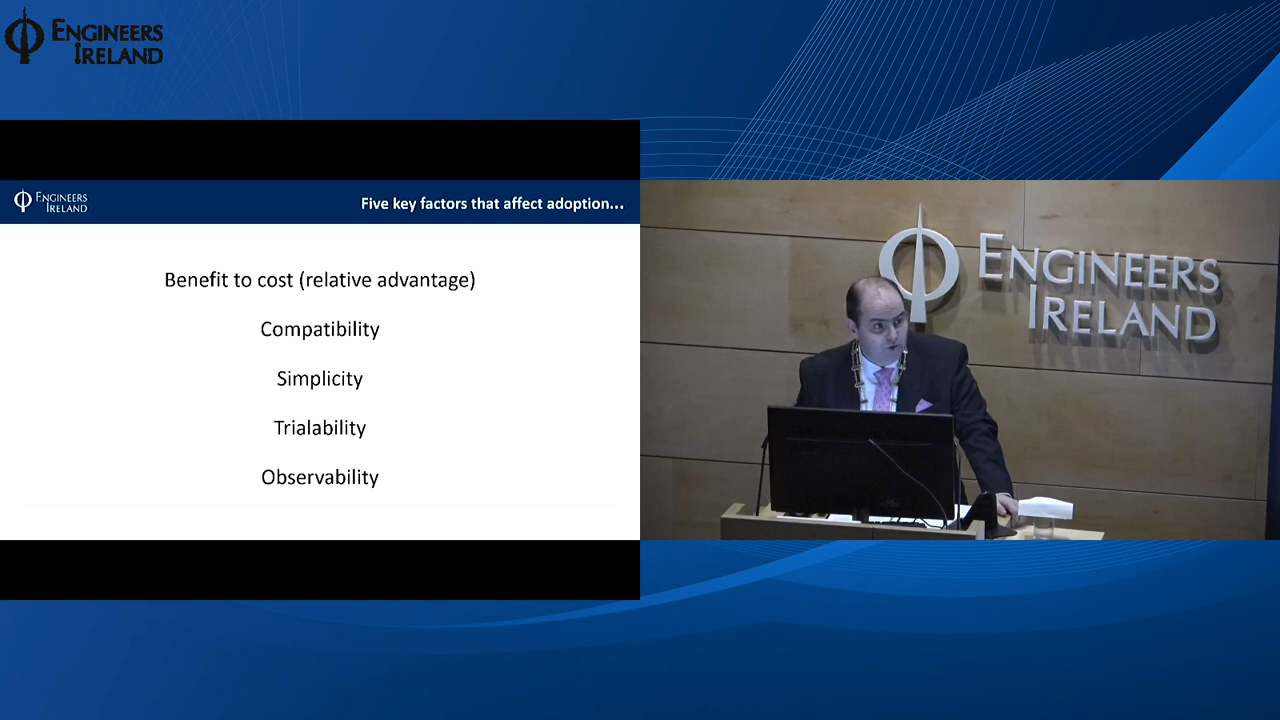 ENGINEERS
IRELAND
ENGINEERS
IRELAND
Five key factors that affect adoption...
Benefit to cost (relative advantage)
Compatibility
Simplicity
Trialability
Observability
ENGINEERS
IRELAND